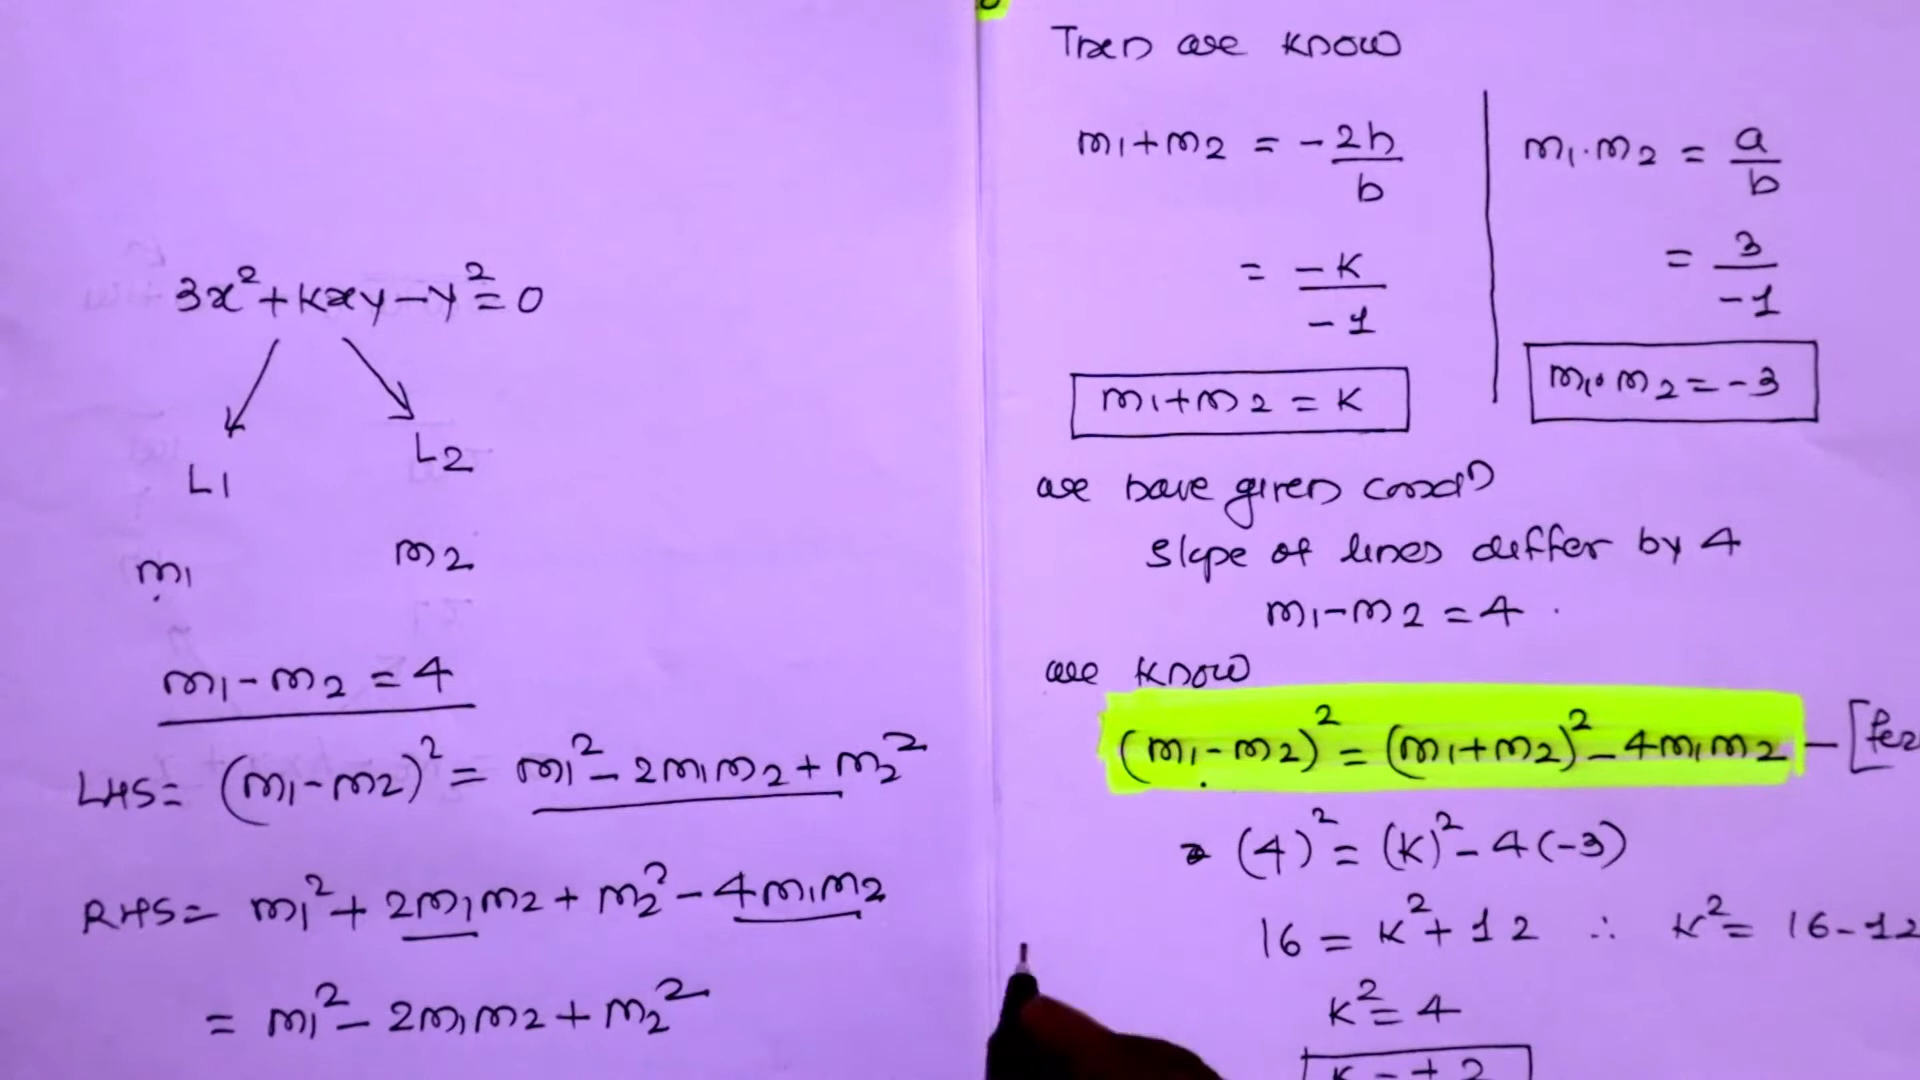 3x²+kxy-y²=0
L1 L2
m1 m2
m1-m2 = 4
LHS= (m1-m2)² = m1²-2m1m2+m2²
RHS= m1²+2m1m2+m2²-4m1m2
= m1²-2m1m2+m2²
Then we know
m1+m2 = -2h/b
= -k/-1
m1+m2 = k
m1.m2 = a/b
= 3/-1
m1.m2 = -3
we have given condn
slope of lines differ by 4
m1-m2 = 4 .
we know
(m1-m2)² = (m1+m2)²-4m1m2 -
(4)² = (k)²-4(-3)
16 = k²+12 ∴ k² = 16-12
k² = 4
k = ±2